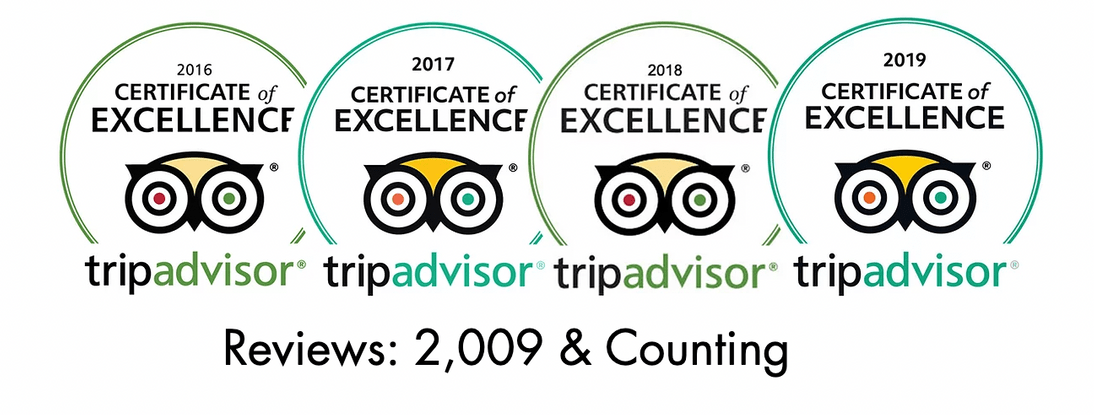 2016
CERTIFICATE of
EXCELLENCE
®
tripadvisor®
2017
CERTIFICATE of
EXCELLENCE
®
tripadvisor®
2018
CERTIFICATE of
EXCELLENCE
®
tripadvisor®
2019
CERTIFICATE of
EXCELLENCE
®
tripadvisor®
Reviews: 2,009 & Counting